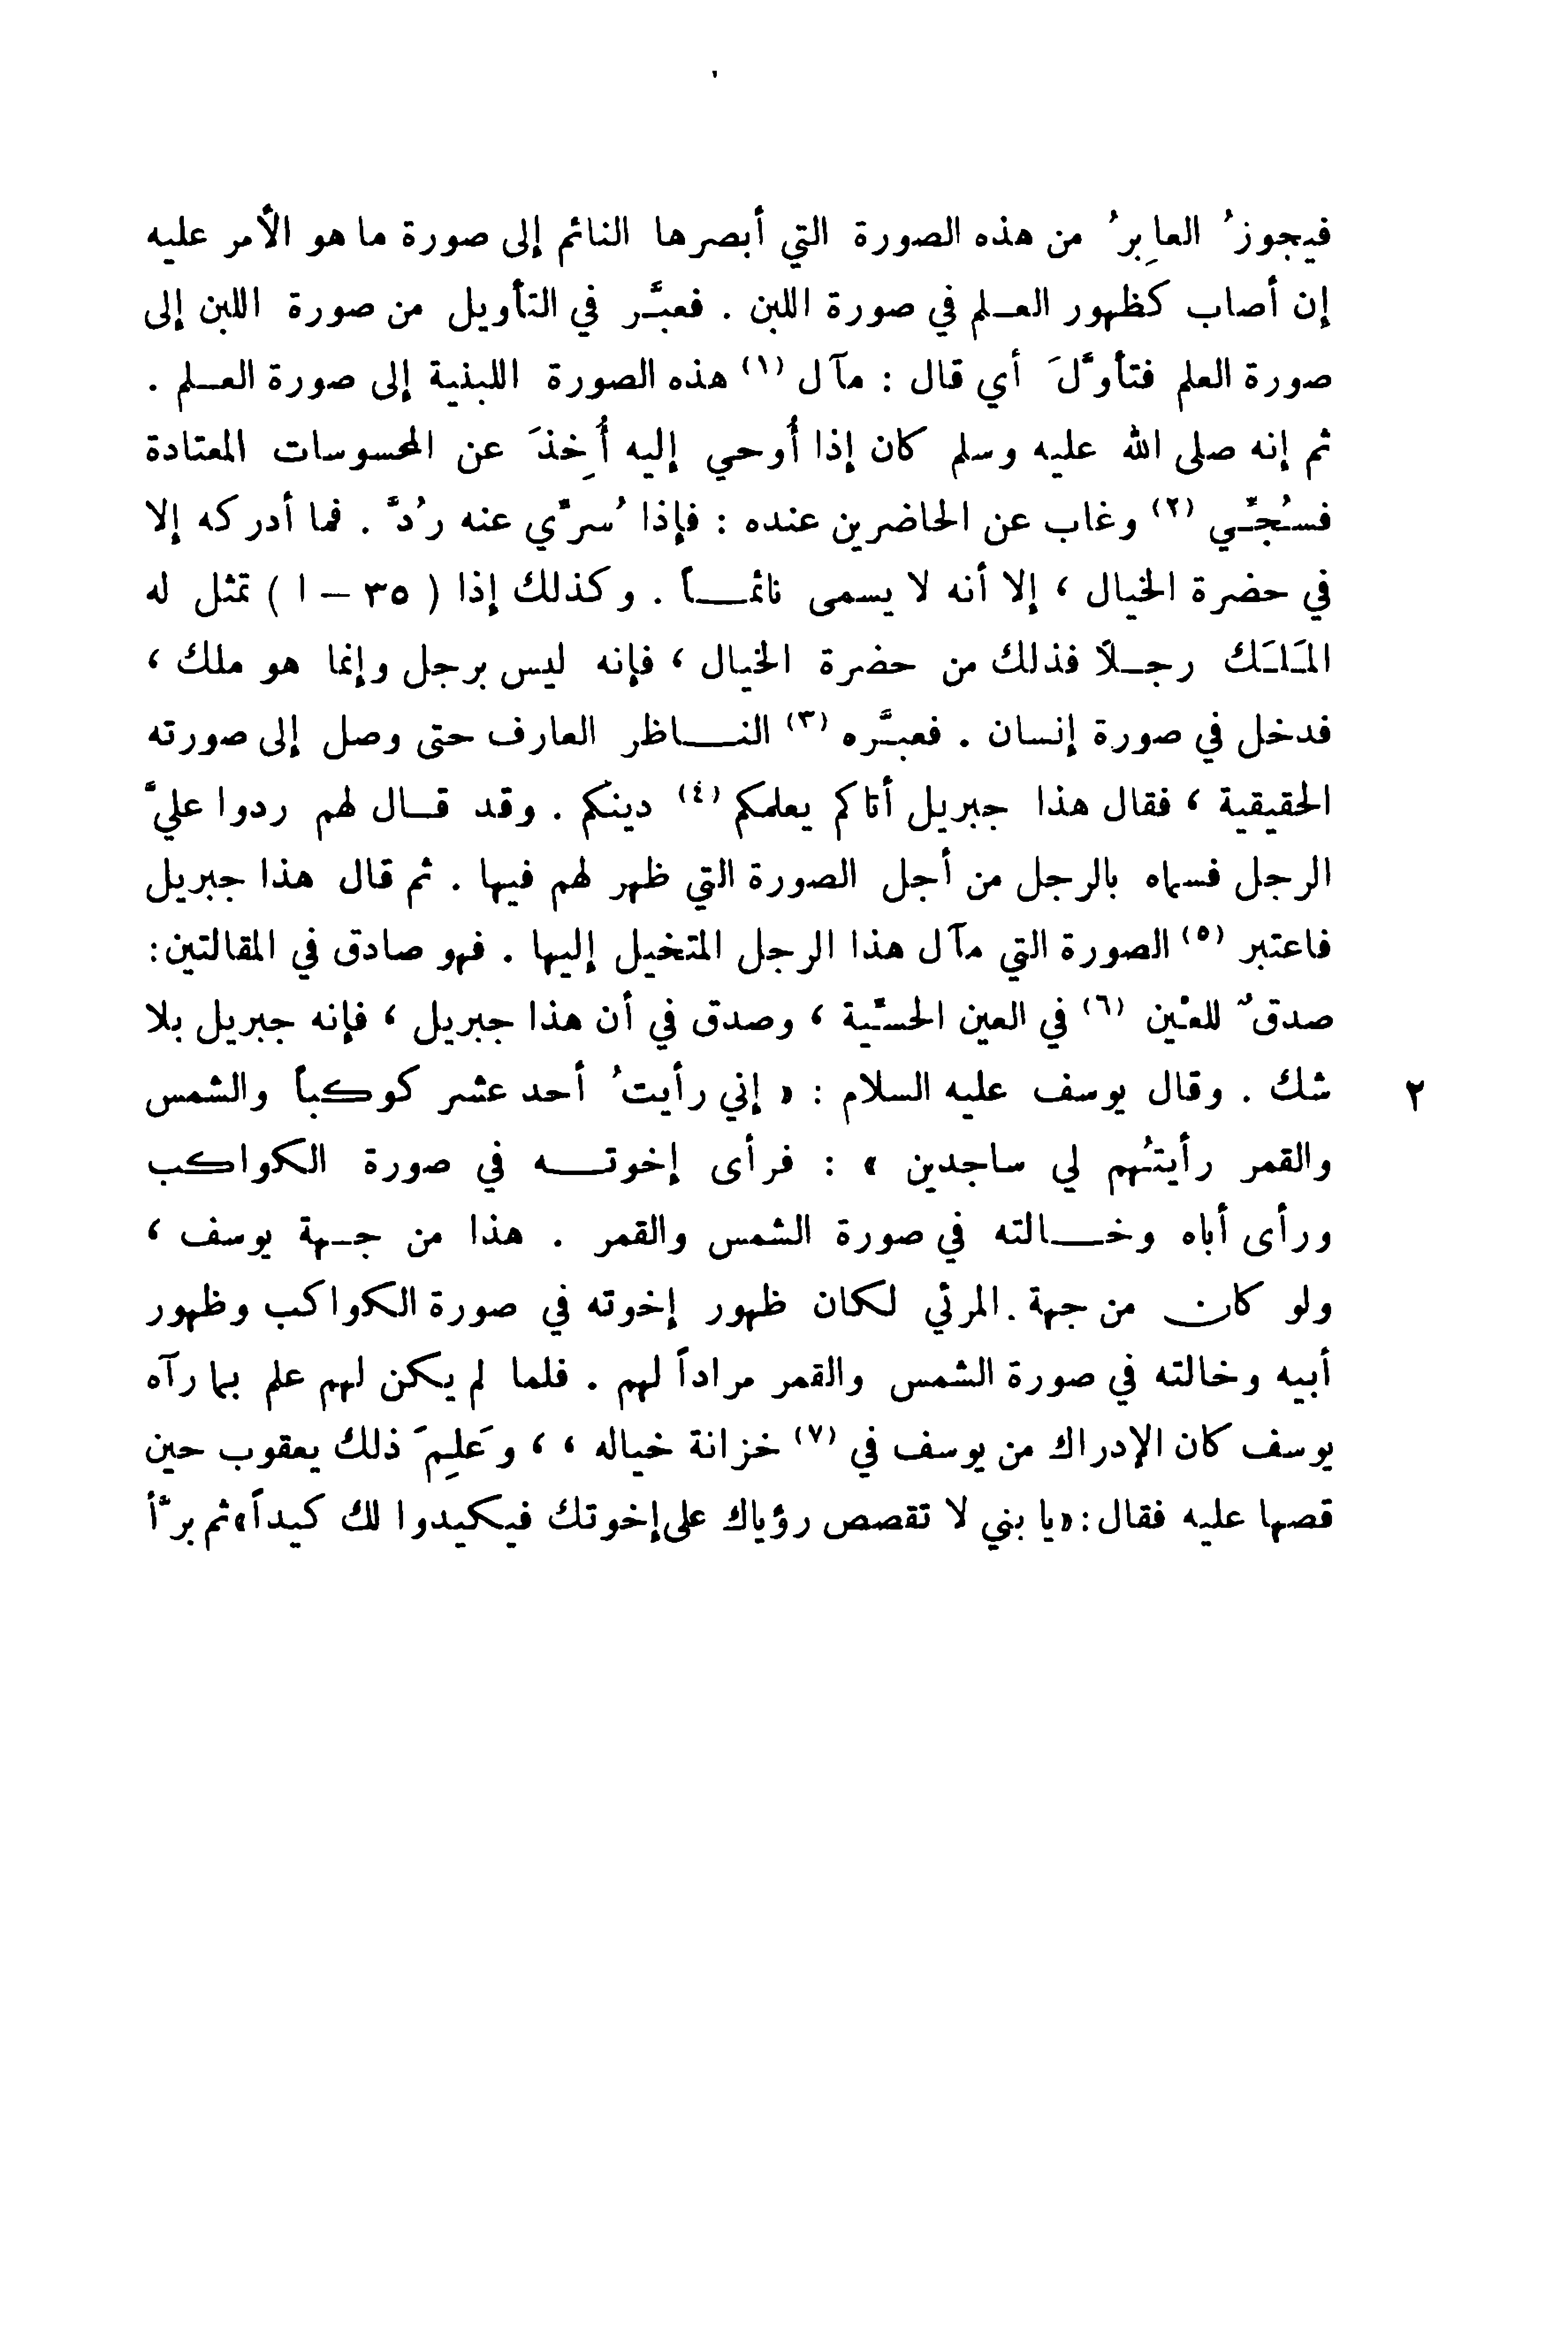 فيجوزُ العابِرُ من هذه الصورة التي أبصرها النائم إلى صورة ما هو الأمر عليه
إن أصاب كظهور العلم في صورة اللبن . فعبَّر في التأويل من صورة اللبن إلى
صورة العلم فتأوَّلَ أي قال : مآل (١) هذه الصورة اللبنية إلى صورة العلم .
ثم إنه صلى الله عليه وسلم كان إذا أُوحي إليه أُخِذَ عن المحسوسات المعتادة
فسُجِّي (٢) وغاب عن الحاضرين عنده : فإذا سُرِّي عنه رُدَّ . فما أدركه إلا
في حضرة الخيال ، إلا أنه لا يسمى نائماً . وكذلك إذا ( ٣٥ – ا ) تمثل له
المَلَك رجلًا فذلك من حضرة الخيال ، فإنه ليس برجل وإنما هو ملك ،
فدخل في صورة إنسان . فعبَّره (٣) الناظر العارف حتى وصل إلى صورته
الحقيقية ، فقال هذا جبريل أتاكم يعلمكم (٤) دينكم . وقد قال لهم ردوا عليَّ
الرجل فسماه بالرجل من أجل الصورة التي ظهر لهم فيها . ثم قال هذا جبريل
فاعتبر (٥) الصورة التي مآل هذا الرجل المتخيل إليها . فهو صادق في المقالتين:
صدقٌ للعيْن (٦) في العين الحسِّية ، وصدق في أن هذا جبريل ، فإنه جبريل بلا
شك . وقال يوسف عليه السلام : « إني رأيتُ أحد عشر كوكباً والشمس ٢
والقمر رأيتُهم لي ساجدين » : فرأى إخوته في صورة الكواكب
ورأى أباه وخالته في صورة الشمس والقمر . هذا من جهة يوسف ،
ولو كان من جهة .المرئي لكان ظهور إخوته في صورة الكواكب وظهور
أبيه وخالته في صورة الشمس والقمر مراداً لهم . فلما لم يكن لهم علم بما رآه
يوسف كان الإدراك من يوسف في (٧) خزانة خياله ، ، وعَلِمَ ذلك يعقوب حين
قصها عليه فقال:«يا بني لا تقصص رؤياك على إخوتك فيكيدوا لك كيداً»ثم برَّأ